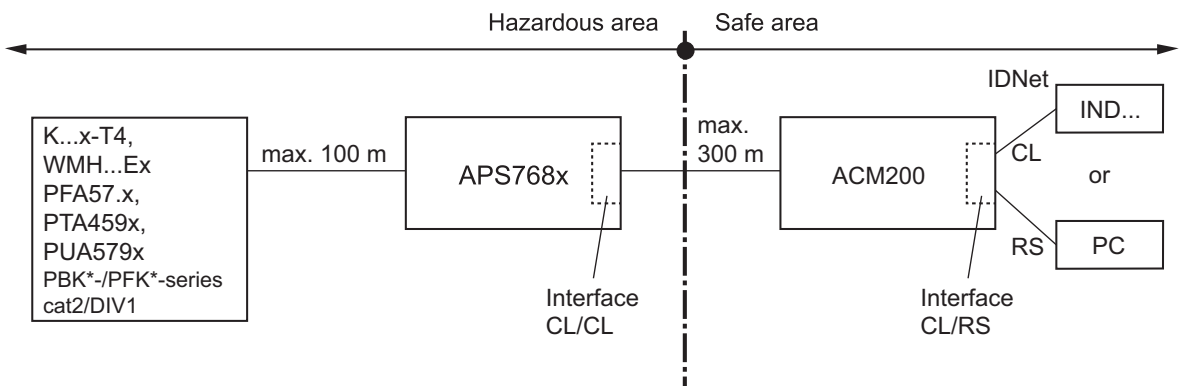 Hazardous area
Safe area
K...x-T4,
WMH...Ex
PFA57.x,
PTA459x,
PUA579x
PBK*-/PFK*-series
cat2/DIV1
max. 100 m
APS768x
Interface
CL/CL
max.
300 m
ACM200
Interface
CL/RS
IDNet
CL
IND...
or
RS
PC